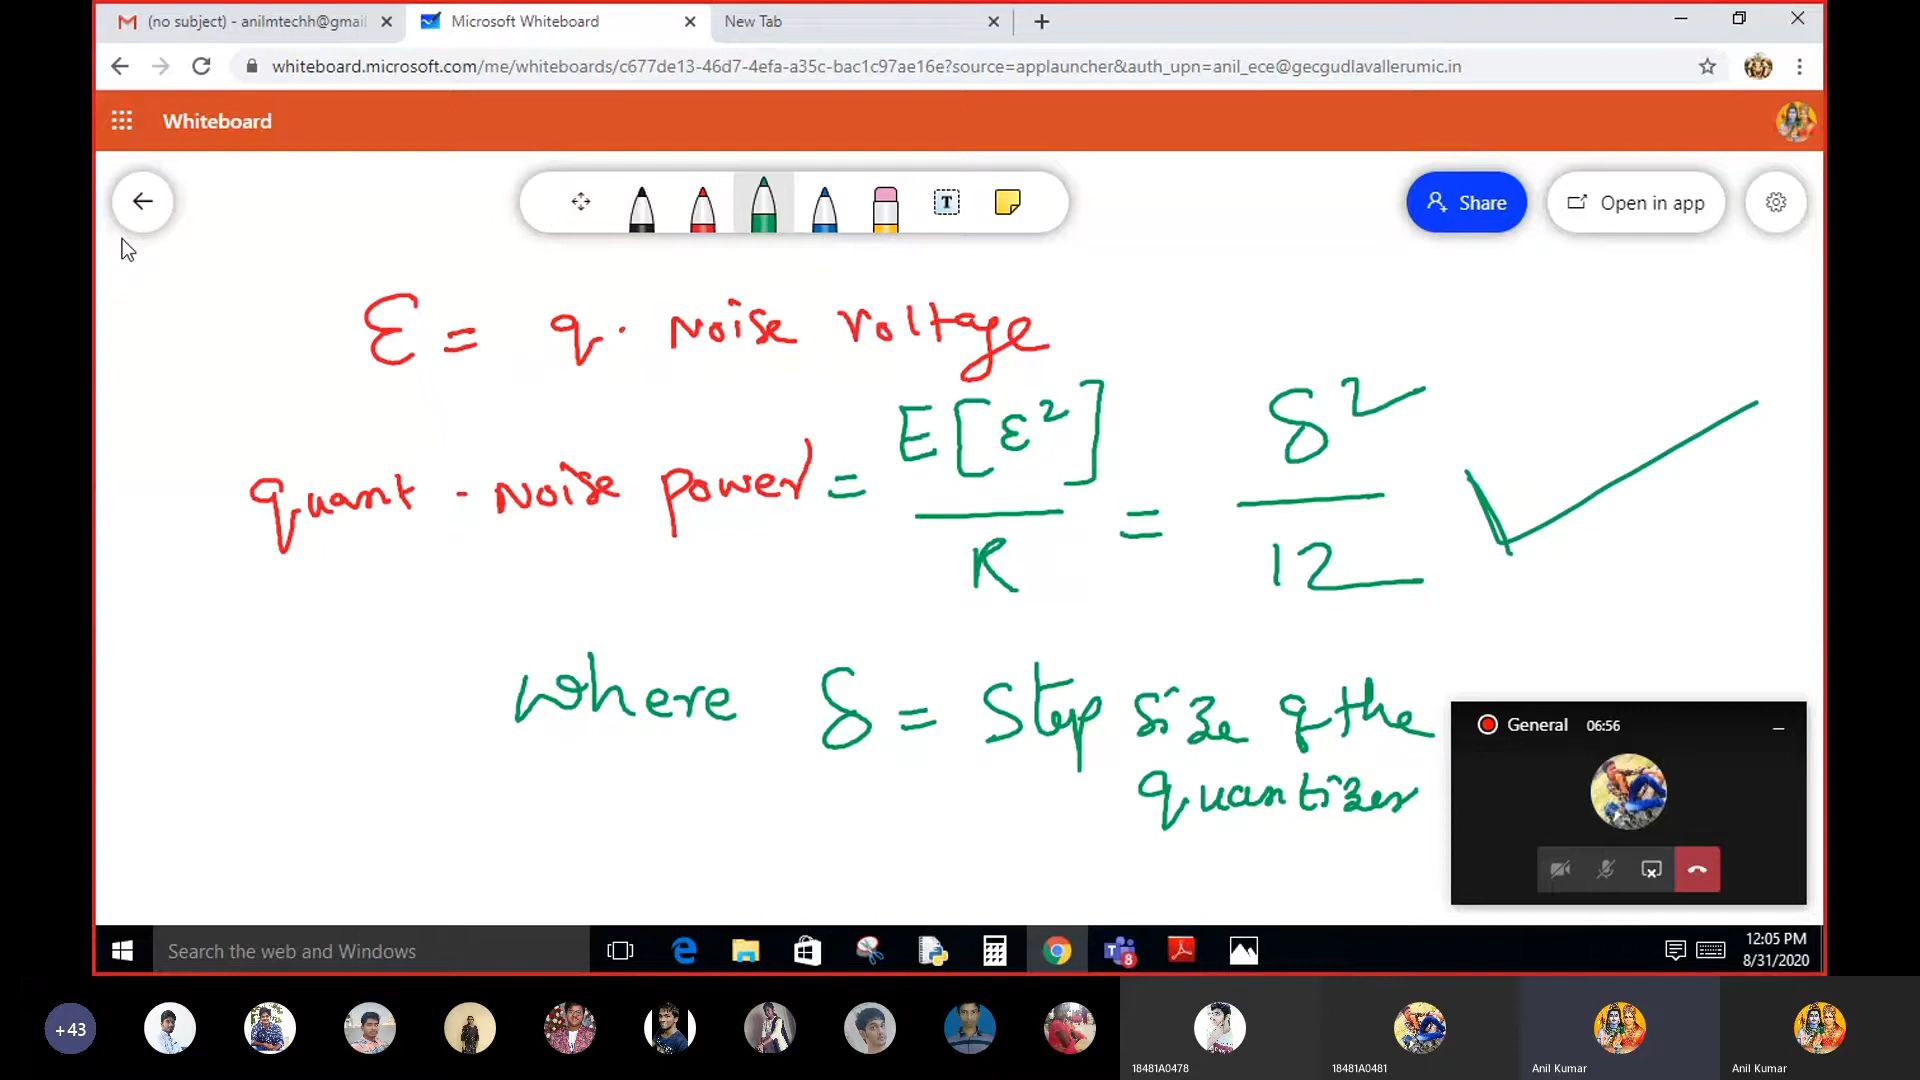 (no subject) - anilmtechh@gmai
Microsoft Whiteboard
New Tab
whiteboard.microsoft.com/me/whiteboards/c677de13-46d7-4efa-a35c-bac1c97ae16e?source=applauncher&auth_upn=anil_ece@gecgudlavallerumic.in
Whiteboard
T
Share
Open in app
ε = q. Noise voltage
quant - Noise power = E[ε²] / R = δ² / 12
where δ = Step size of the
quantizer
General 06:56
Search the web and Windows
8
12:05 PM
8/31/2020
+43
18481A0478
18481A0481
Anil Kumar
Anil Kumar